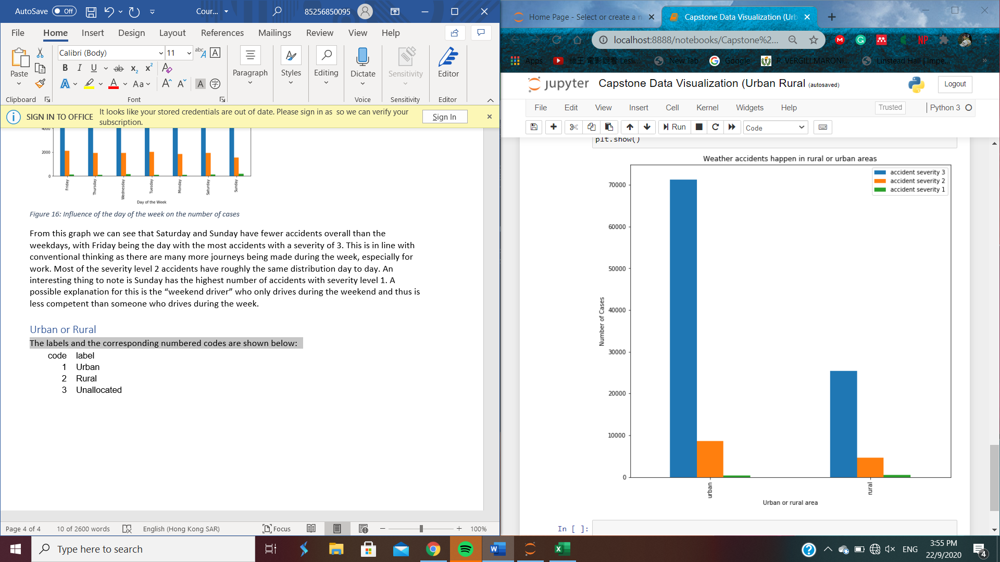 AutoSave Off
Cour...
85256850095
File Home Insert Design Layout References Mailings Review View Help
Calibri (Body) 11
Paste
Paragraph Styles Editing Dictate Sensitivity Editor
Clipboard Font Voice Sensitivity Editor
SIGN IN TO OFFICE It looks like your stored credentials are out of date. Please sign in as so we can verify your
subscription.
Sign In
4000
2000
0
Friday Thursday Wednesday Tuesday Monday Saturday Sunday
Day of the Week
Figure 16: Influence of the day of the week on the number of cases
From this graph we can see that Saturday and Sunday have fewer accidents overall than the
weekdays, with Friday being the day with the most accidents with a severity of 3. This is in line with
conventional thinking as there are many more journeys being made during the week, especially for
work. Most of the severity level 2 accidents have roughly the same distribution day to day. An
interesting thing to note is Sunday has the highest number of accidents with severity level 1. A
possible explanation for this is the “weekend driver” who only drives during the weekend and thus is
less competent than someone who drives during the week.
Urban or Rural
The labels and the corresponding numbered codes are shown below:
code label
1 Urban
2 Rural
3 Unallocated
Page 4 of 4 10 of 2600 words English (Hong Kong SAR) Focus 100%
Home Page - Select or create a n
Capstone Data Visualization (Urb
localhost:8888/notebooks/Capstone%2...
Apps
New Tab
Google
P. VERGILI MARONI...
Linstead Hall | Impe...
jupyter Capstone Data Visualization (Urban Rural (autosaved)
Logout
File Edit View Insert Cell Kernel Widgets Help
Trusted Python 3
Run Code
plt.show()
Weather accidents happen in rural or urban areas
accident severity 3
accident severity 2
accident severity 1
70000
60000
50000
40000
30000
20000
10000
0
Number of Cases
urban rural
Urban or rural area
In [ ]:
Type here to search
ENG
3:55 PM
22/9/2020
4